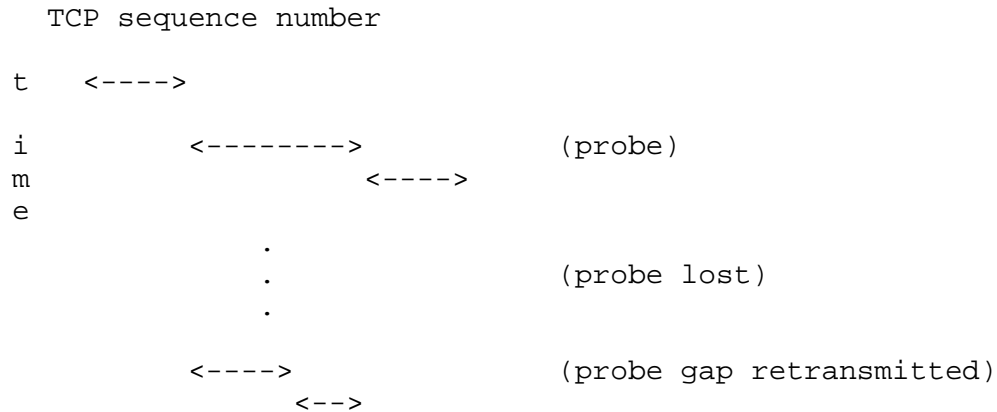 TCP sequence number
t <---->
i <--------> (probe)
m <---->
e
.
. (probe lost)
.
<----> (probe gap retransmitted)
<-->